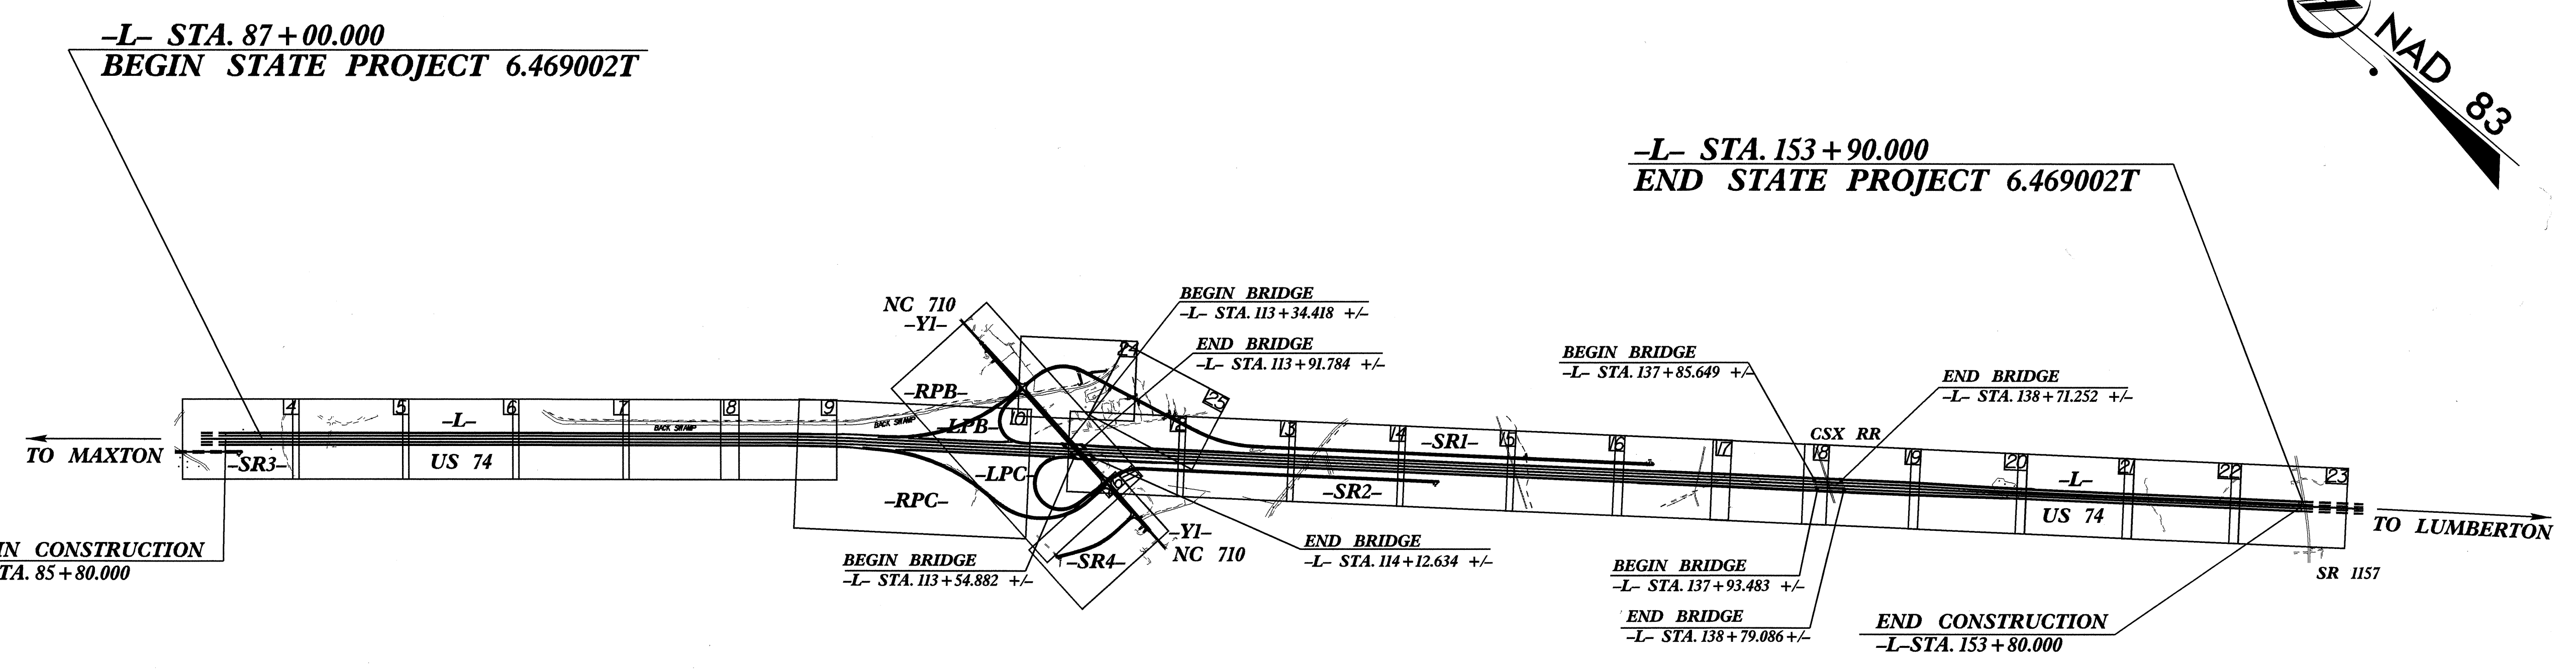 –L– STA. 87+00.000
BEGIN STATE PROJECT 6.469002T
NAD 83
–L– STA. 153+90.000
END STATE PROJECT 6.469002T
NC 710
–Y1–
BEGIN BRIDGE
–L– STA. 113+34.418 +/–
END BRIDGE
–L– STA. 113+91.784 +/–
BEGIN BRIDGE
–L– STA. 137+85.649 +/–
END BRIDGE
–L– STA. 138+71.252 +/–
24
25
–RPB–
–LPB–
4
5
6
7
8
9
10
12
13
14
15
16
17
18
19
20
21
22
23
–L–
BACK SWAMP
BACK SWAMP
CSX RR
–SR1–
TO MAXTON
–SR3–
US 74
–LPC–
–RPC–
–SR2–
–L–
US 74
TO LUMBERTON
–Y1–
NC 710
–SR4–
IN CONSTRUCTION
TA. 85+80.000
BEGIN BRIDGE
–L– STA. 113+54.882 +/–
END BRIDGE
–L– STA. 114+12.634 +/–
BEGIN BRIDGE
–L– STA. 137+93.483 +/–
END BRIDGE
–L– STA. 138+79.086+/–
SR 1157
END CONSTRUCTION
–L–STA. 153+80.000